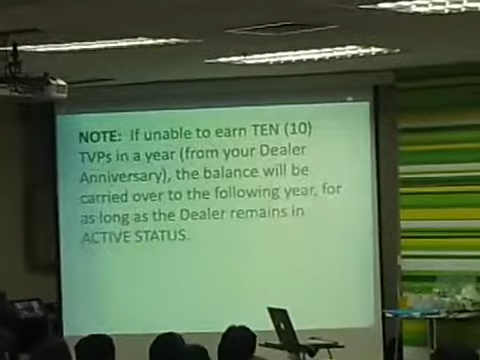 NOTE: If unable to earn TEN (10)
TVPs in a year (from your Dealer
Anniversary), the balance will be
carried over to the following year, for
as long as the Dealer remains in
ACTIVE STATUS.